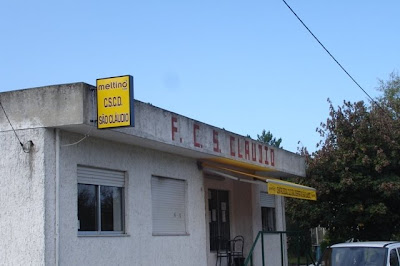 meltino
C.S.C.D.
SÃO CLÁUDIO
F. C. S. CLAUDIO